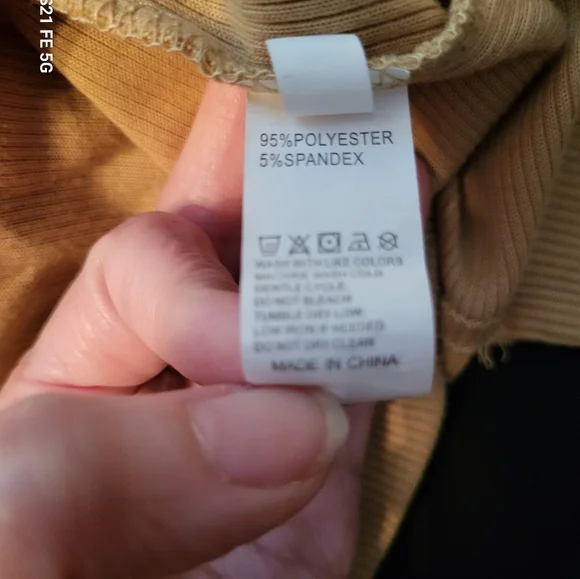 S21 FE 5G
95%POLYESTER
5%SPANDEX
WASH WITH LIKE COLORS
MACHINE WASH COLD
GENTLE CYCLE.
DO NOT BLEACH
TUMBLE DRY LOW.
LOW IRON IF NEEDED
DO NOT DRY CLEAN
MADE IN CHINA